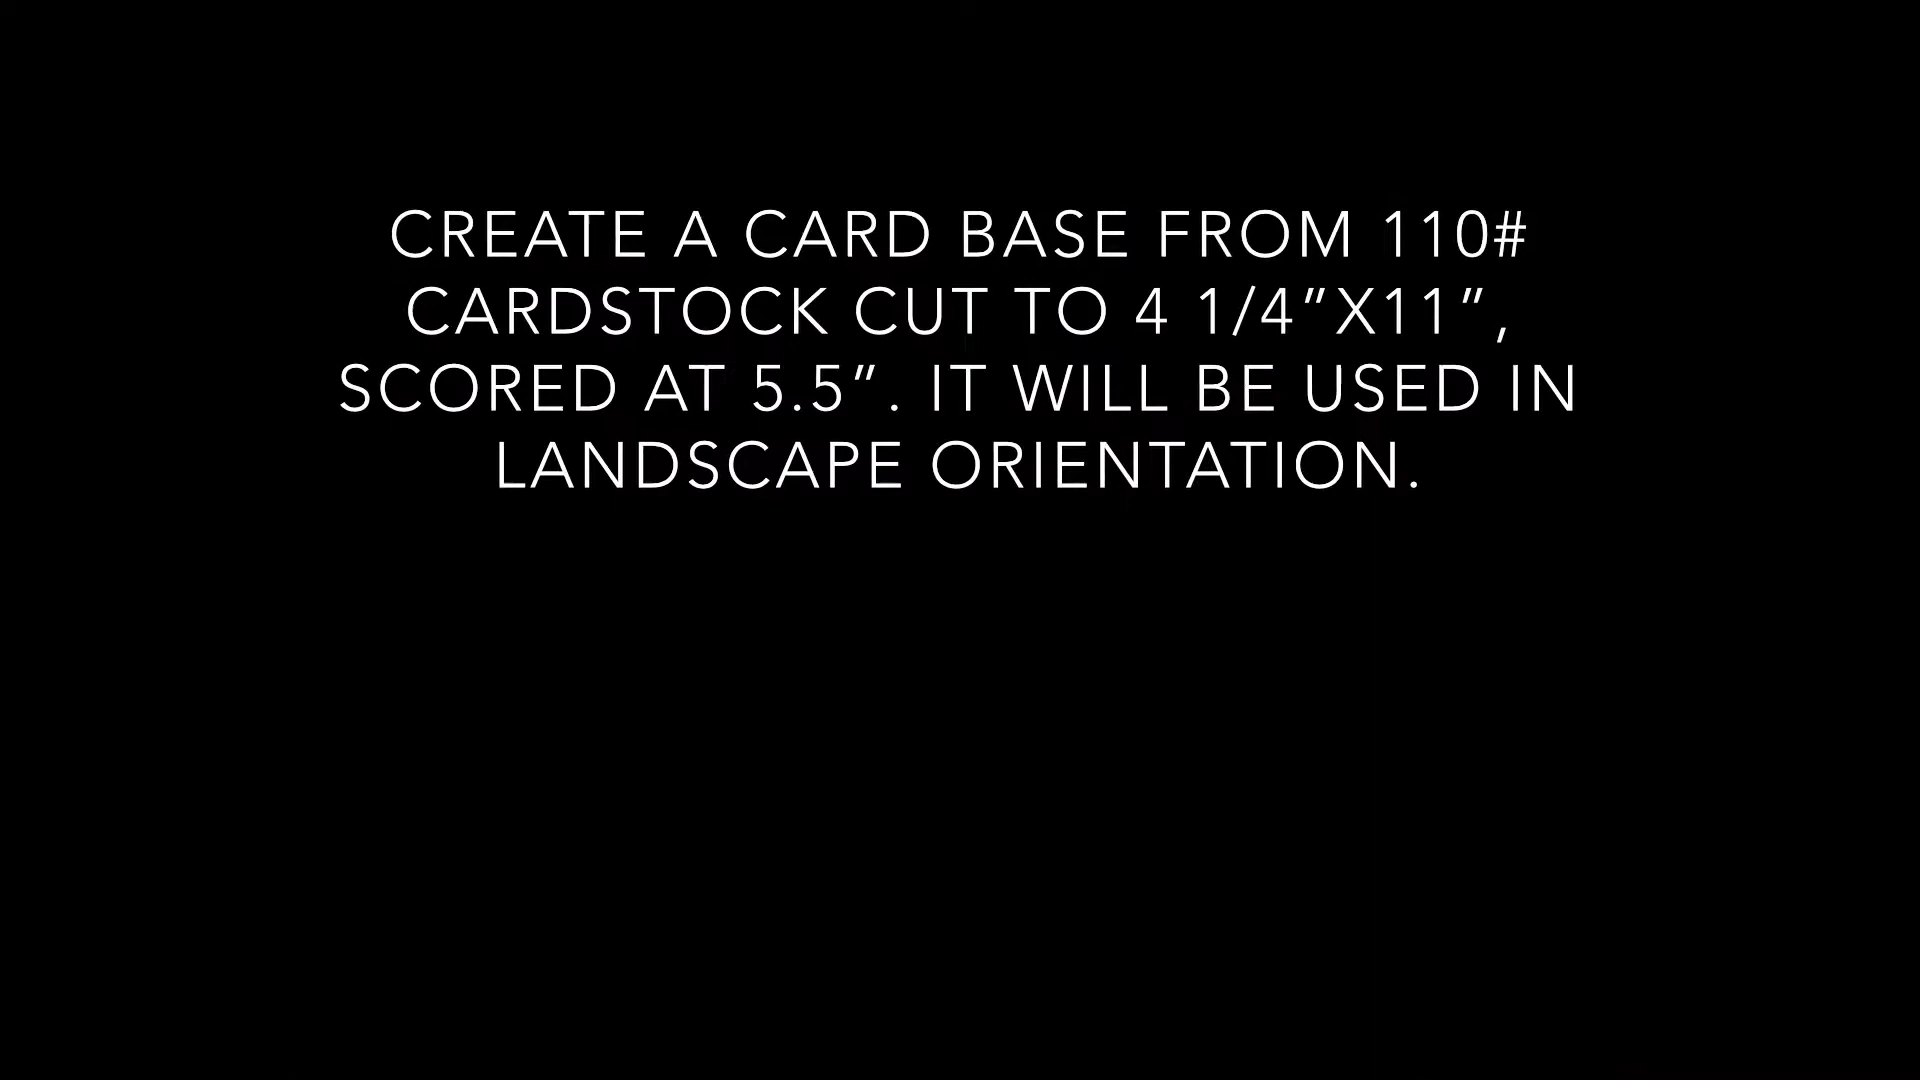 CREATE A CARD BASE FROM 110#
CARDSTOCK CUT TO 4 1/4”X11”,
SCORED AT 5.5”. IT WILL BE USED IN
LANDSCAPE ORIENTATION.